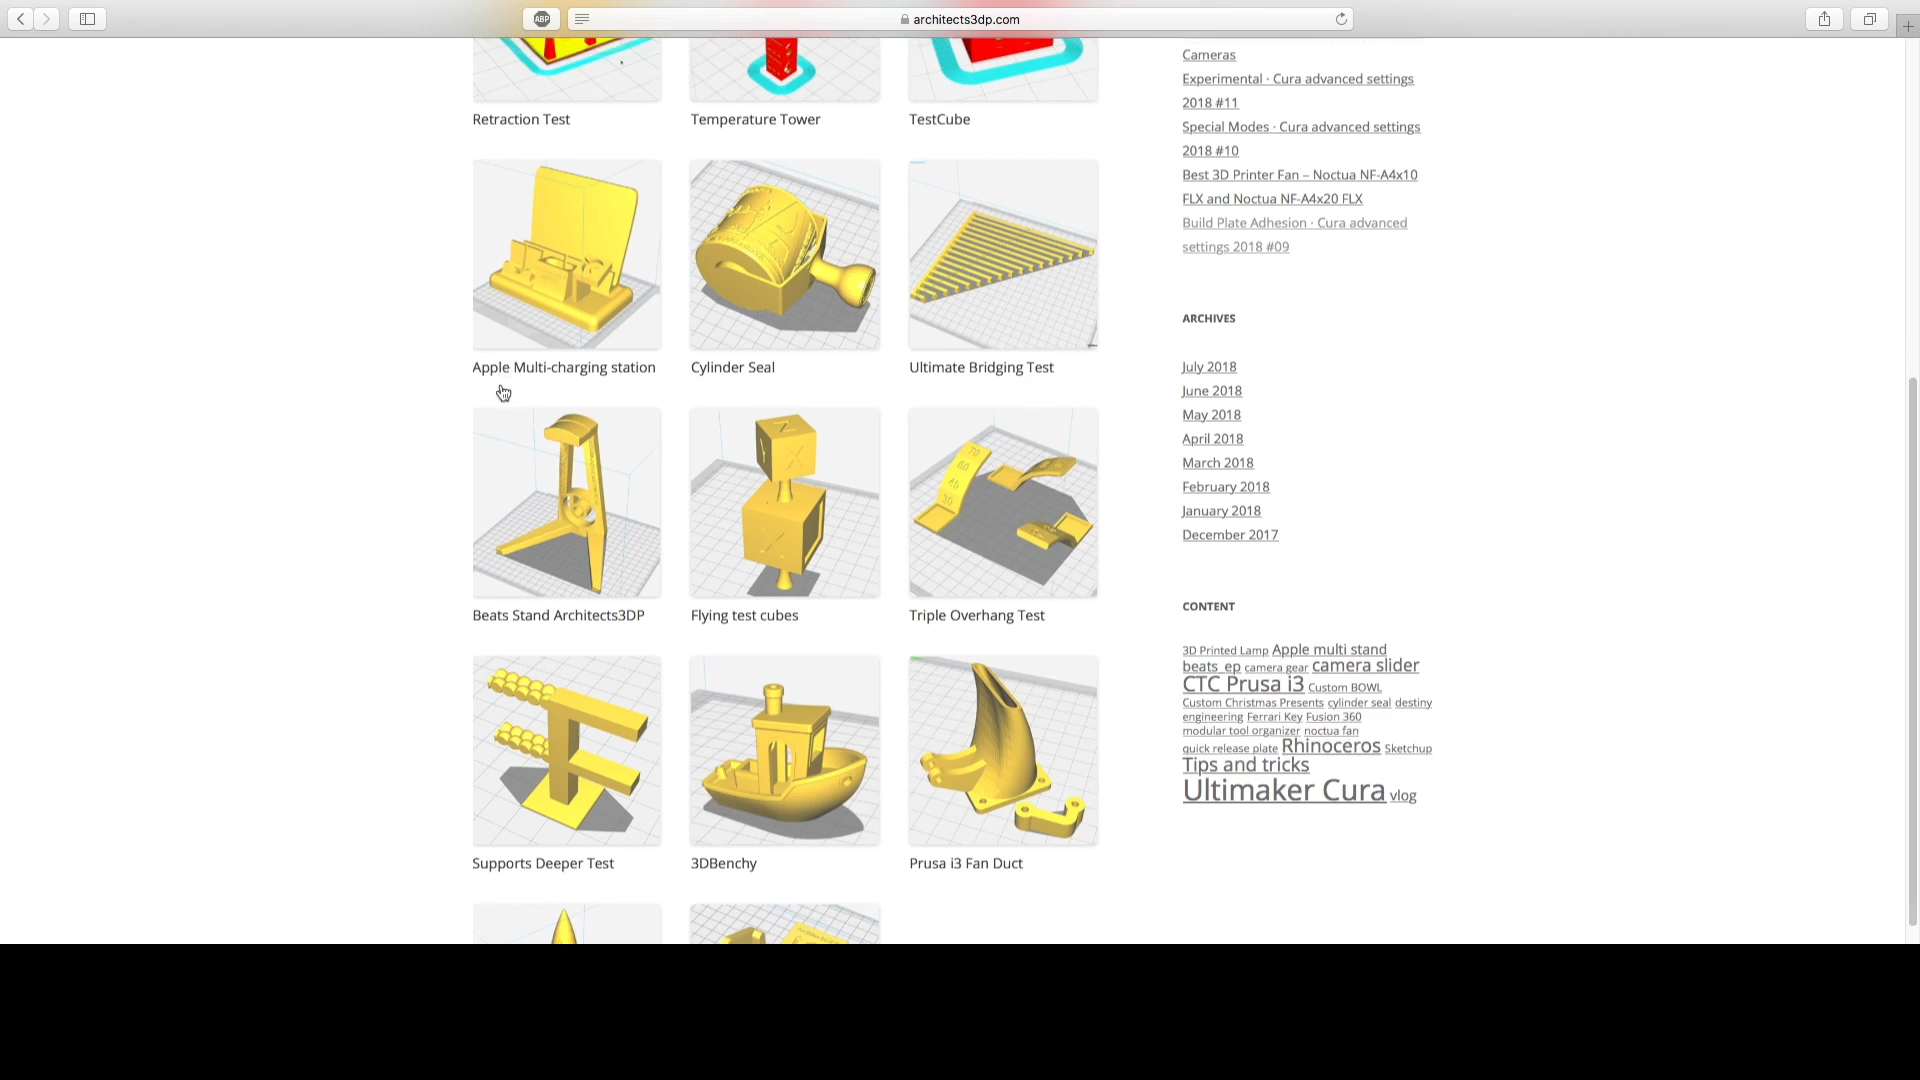 ABP
architects3dp.com
Retraction Test
Temperature Tower
TestCube
Apple Multi-charging station
Cylinder Seal
Ultimate Bridging Test
Beats Stand Architects3DP
Flying test cubes
Triple Overhang Test
Supports Deeper Test
3DBenchy
Prusa i3 Fan Duct
Cameras
Experimental · Cura advanced settings
2018 #11
Special Modes · Cura advanced settings
2018 #10
Best 3D Printer Fan – Noctua NF-A4x10
FLX and Noctua NF-A4x20 FLX
Build Plate Adhesion · Cura advanced
settings 2018 #09
ARCHIVES
July 2018
June 2018
May 2018
April 2018
March 2018
February 2018
January 2018
December 2017
CONTENT
3D Printed Lamp Apple multi stand
beats_ep camera gear camera slider
CTC Prusa i3 Custom BOWL
Custom Christmas Presents cylinder seal destiny
engineering Ferrari Key Fusion 360
modular tool organizer noctua fan
quick release plate Rhinoceros Sketchup
Tips and tricks
Ultimaker Cura vlog